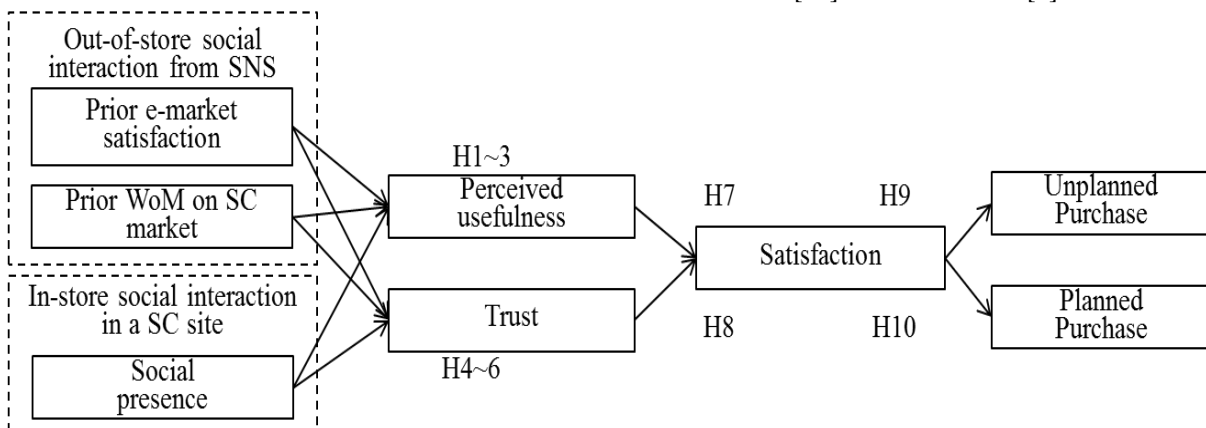 Out-of-store social
interaction from SNS
Prior e-market
satisfaction
Prior WoM on SC
market
In-store social interaction
in a SC site
Social
presence
H1~3
Perceived
usefulness
Trust
H4~6
H7
H8
Satisfaction
H9
H10
Unplanned
Purchase
Planned
Purchase